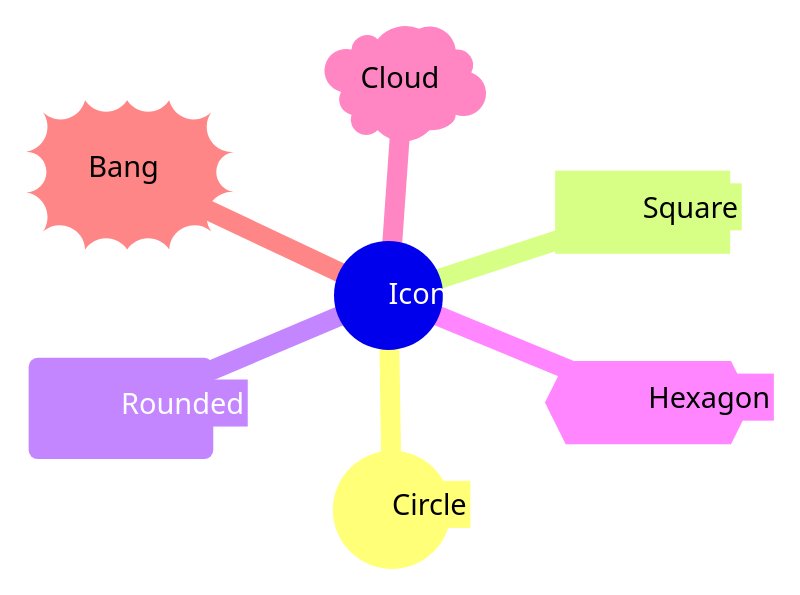 Cloud
Bang
Square
Icon
Rounded
Hexagon
Circle